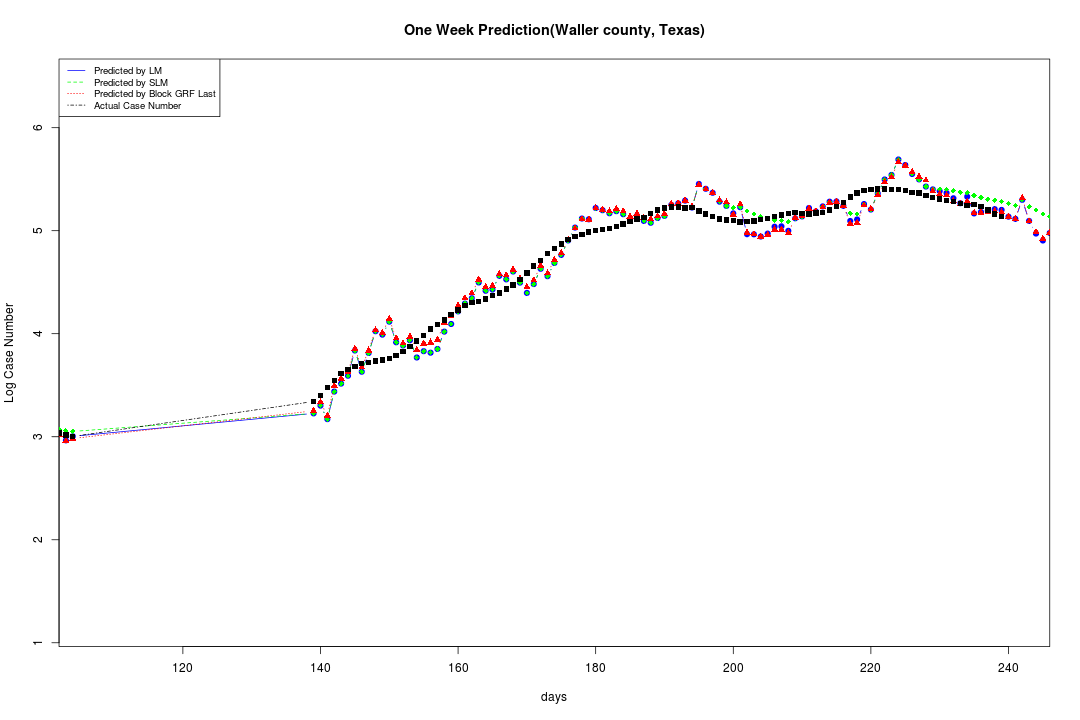 One Week Prediction(Waller county, Texas)
Predicted by LM
Predicted by SLM
Predicted by Block GRF Last
Actual Case Number
6
5
4
3
2
1
Log Case Number
120 140 160 180 200 220 240
days